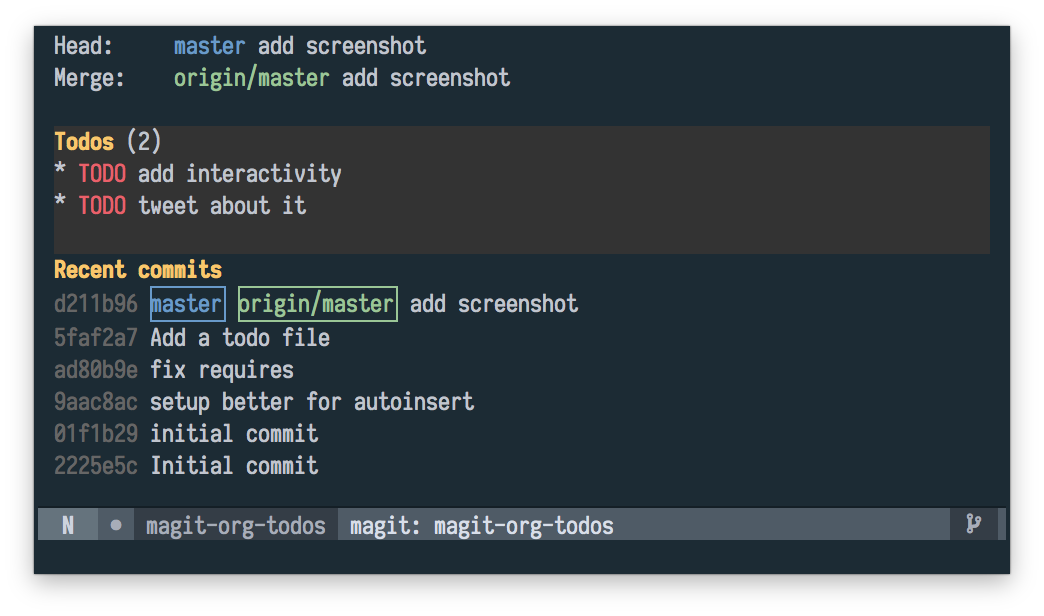 Head: master add screenshot
Merge: origin/master add screenshot
Todos (2)
* TODO add interactivity
* TODO tweet about it
Recent commits
d211b96 master origin/master add screenshot
5faf2a7 Add a todo file
ad80b9e fix requires
9aac8ac setup better for autoinsert
01f1b29 initial commit
2225e5c Initial commit
N • magit-org-todos magit: magit-org-todos